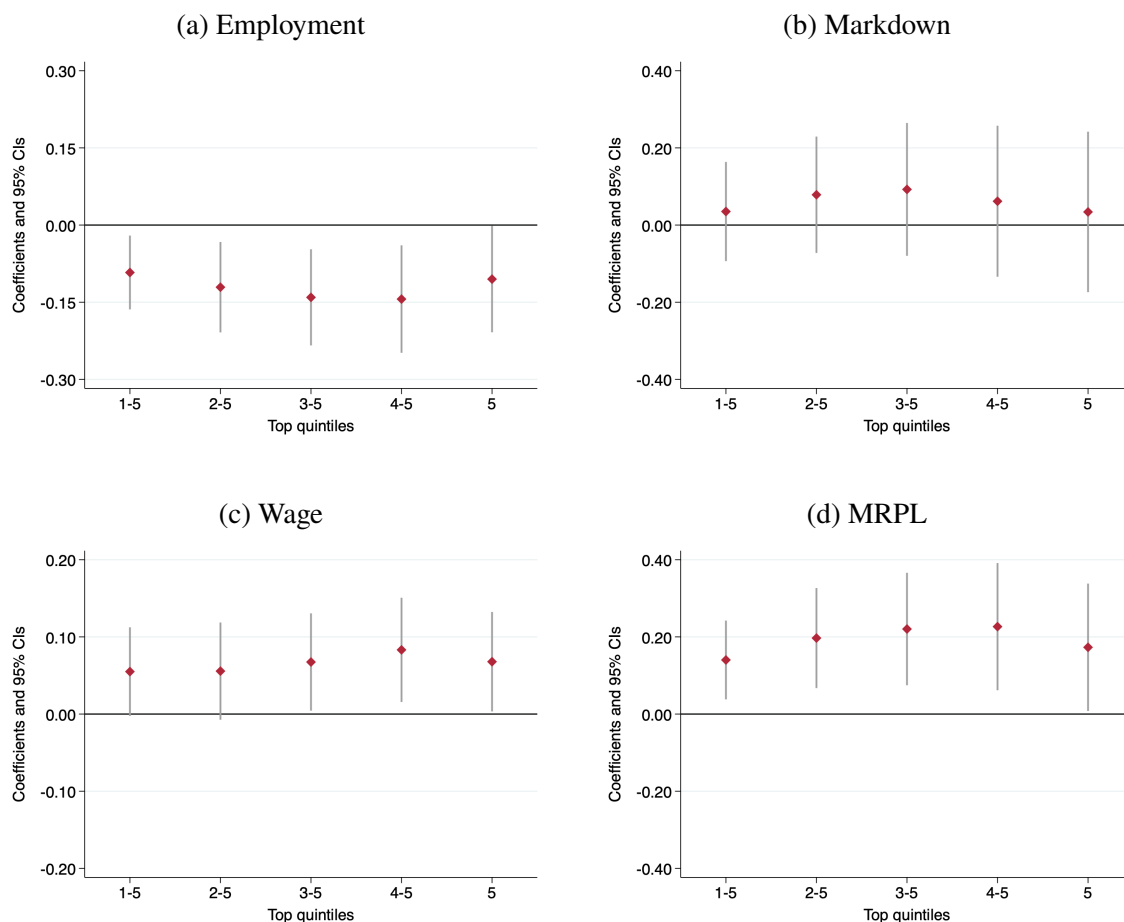 (a) Employment
Coefficients and 95% CIs
0.30
0.15
0.00
-0.15
-0.30
1-5 2-5 3-5 4-5 5
Top quintiles
(b) Markdown
Coefficients and 95% CIs
0.40
0.20
0.00
-0.20
-0.40
1-5 2-5 3-5 4-5 5
Top quintiles
(c) Wage
Coefficients and 95% CIs
0.20
0.10
0.00
-0.10
-0.20
1-5 2-5 3-5 4-5 5
Top quintiles
(d) MRPL
Coefficients and 95% CIs
0.40
0.20
0.00
-0.20
-0.40
1-5 2-5 3-5 4-5 5
Top quintiles